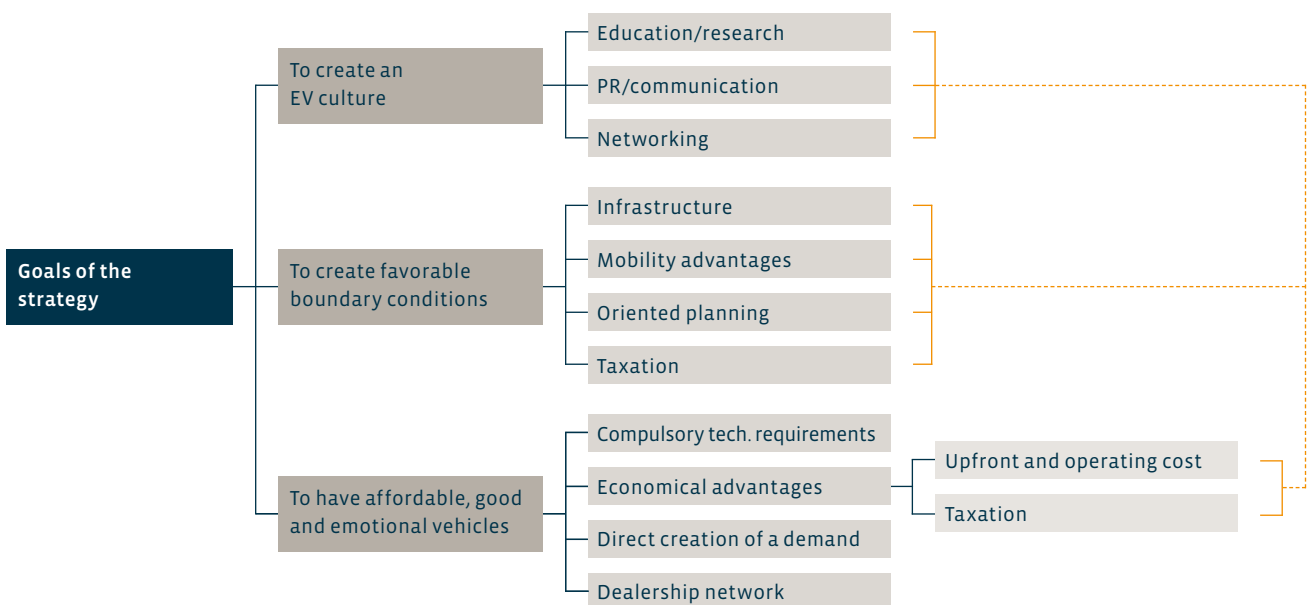 Goals of the
strategy
To create an
EV culture
Education/research
PR/communication
Networking
To create favorable
boundary conditions
Infrastructure
Mobility advantages
Oriented planning
Taxation
To have affordable, good
and emotional vehicles
Compulsory tech. requirements
Economical advantages
Upfront and operating cost
Taxation
Direct creation of a demand
Dealership network